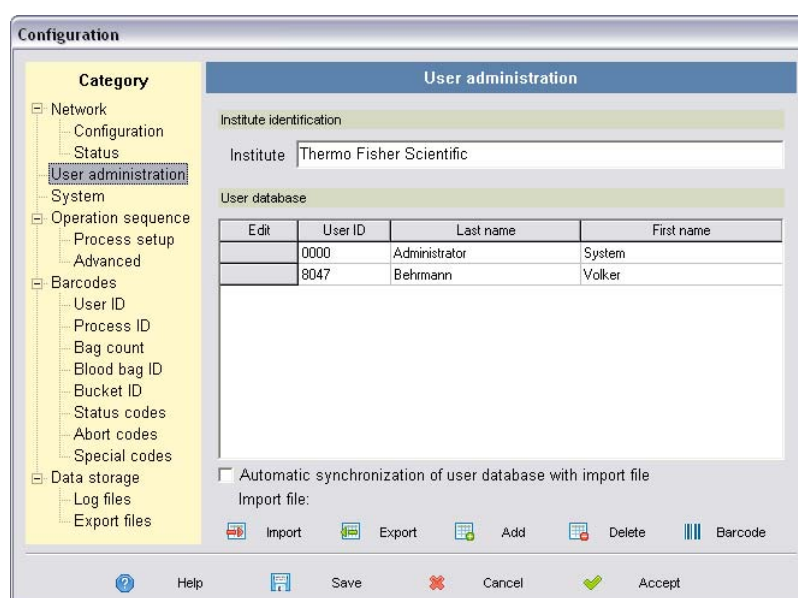 Configuration
Category
Network
Configuration
Status
User administration
System
Operation sequence
Process setup
Advanced
Barcodes
User ID
Process ID
Bag count
Blood bag ID
Bucket ID
Status codes
Abort codes
Special codes
Data storage
Log files
Export files
User administration
Institute identification
Institute Thermo Fisher Scientific
User database
Edit User ID Last name First name
0000 Administrator System
8047 Behrmann Volker
Automatic synchronization of user database with import file
Import file:
Import Export Add Delete Barcode
Help Save Cancel Accept